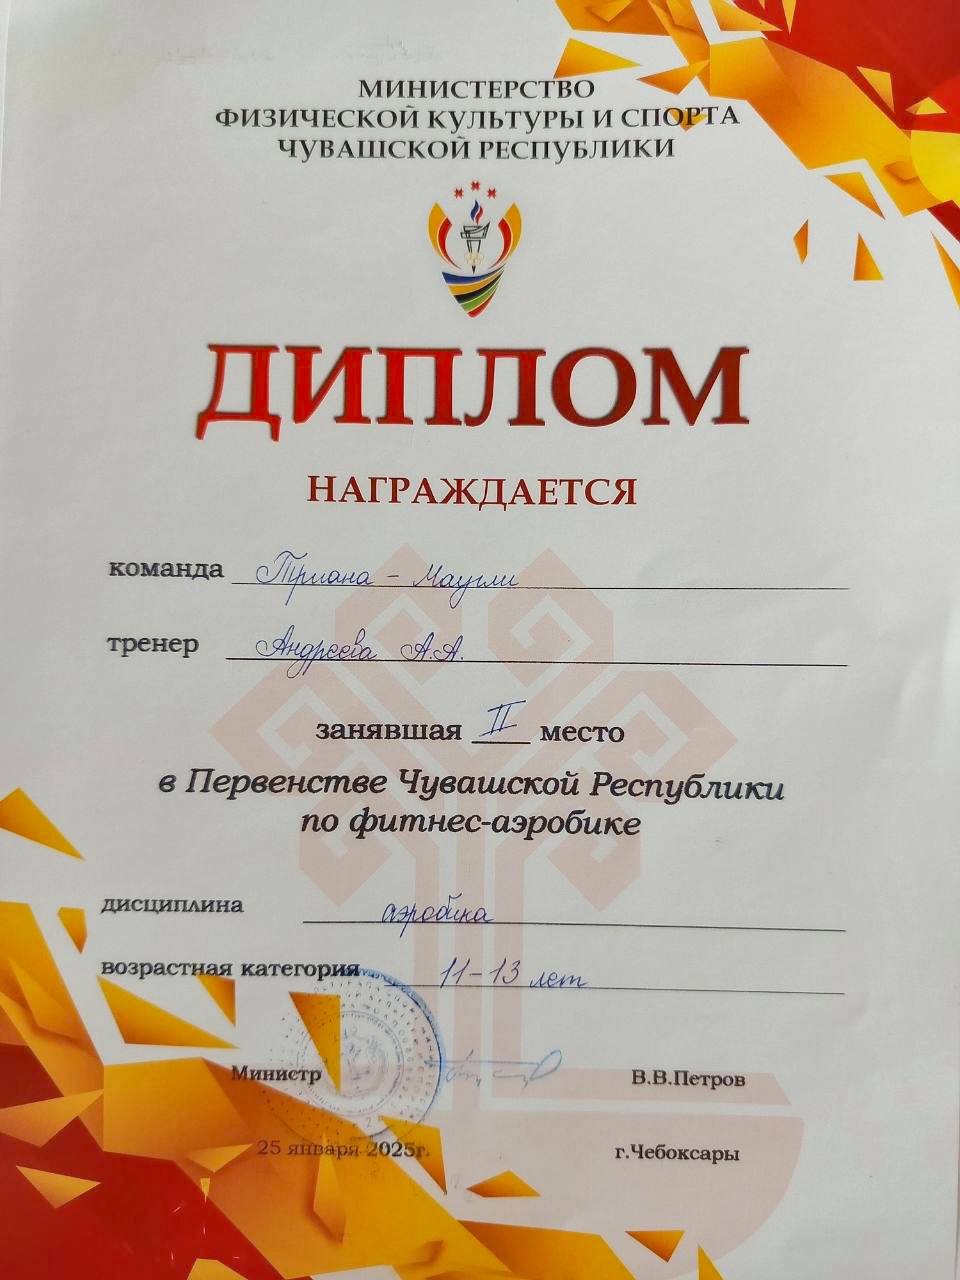 МИНИСТЕРСТВО
ФИЗИЧЕСКОЙ КУЛЬТУРЫ И СПОРТА
ЧУВАШСКОЙ РЕСПУБЛИКИ
ДИПЛОМ
НАГРАЖДАЕТСЯ
команда Триана - Маугли
тренер Андреева А.А.
занявшая II место
в Первенстве Чувашской Республики
по фитнес-аэробике
дисциплина аэробика
возрастная категория 11-13 лет
Министр В.В.Петров
25 января 2025г. г.Чебоксары